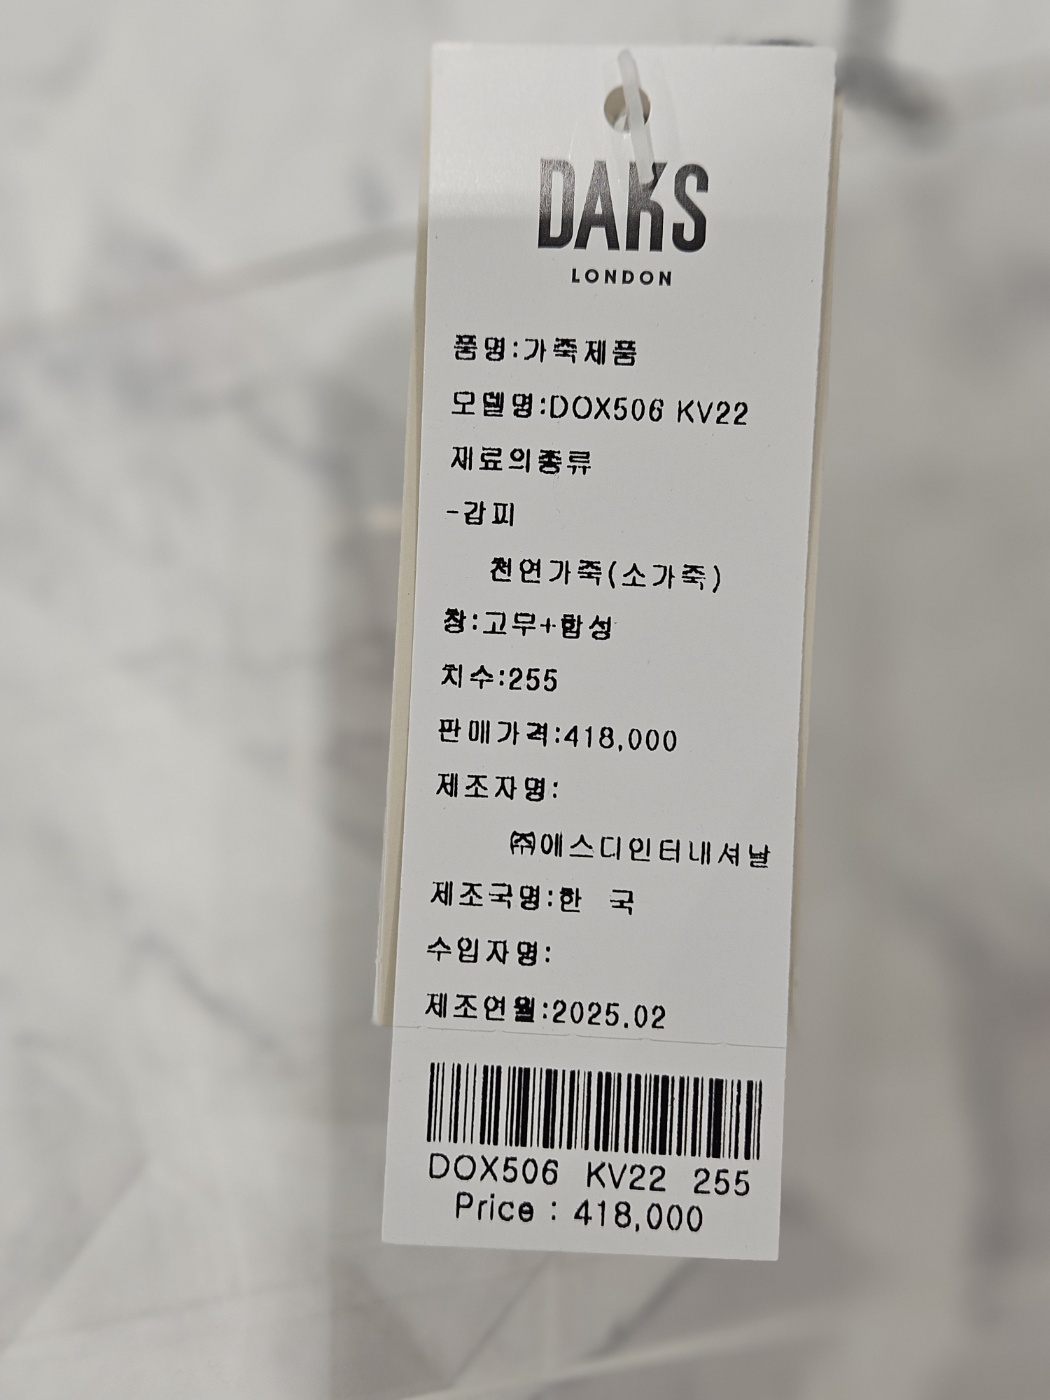 DAKS
LONDON
품명:가죽제품
모델명:DOX506 KV22
재료의종류
-갑피
천연가죽(소가죽)
창:고무+합성
치수:255
판매가격:418,000
제조자명:
㈜에스디인터내셔날
제조국명:한 국
수입자명:
제조연월:2025.02
DOX506 KV22 255
Price : 418,000